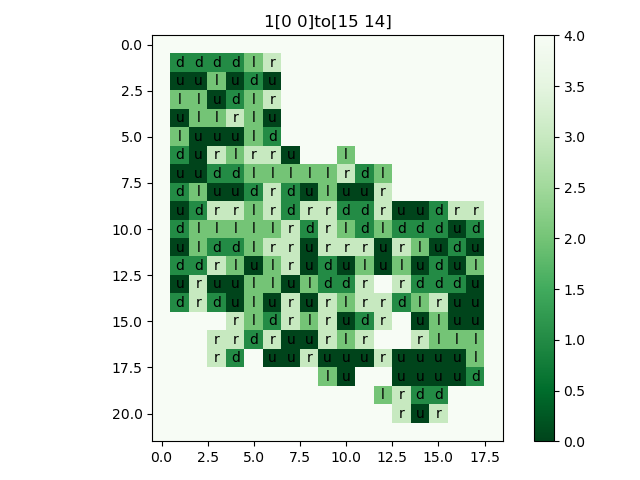 1[0 0]to[15 14]
0.0
2.5
5.0
7.5
10.0
12.5
15.0
17.5
20.0
d d d d l r
u u l u d u
l l u d l r
u l l r l u
l u u u l d
d u r l r r u l
u u d d l l l l l r d l
d l u u d r d u l u u r
u d r r l r d r r d d r u u d r r
d l l l l l r d r l d l d d d u d
u l d d l r r u r r r u r l u d u
d d r l u l r u d u l u l u d u l
u r u u l l u l d d r r d d d u
d r d u l u r u r l r r d l r u u
r l d r l r u d r u l u u
r r d r u u r l r r l l l
r d u u r u u u r u u u u l
l u u u u u d
l r d d
r u r
0.0 2.5 5.0 7.5 10.0 12.5 15.0 17.5
4.0
3.5
3.0
2.5
2.0
1.5
1.0
0.5
0.0